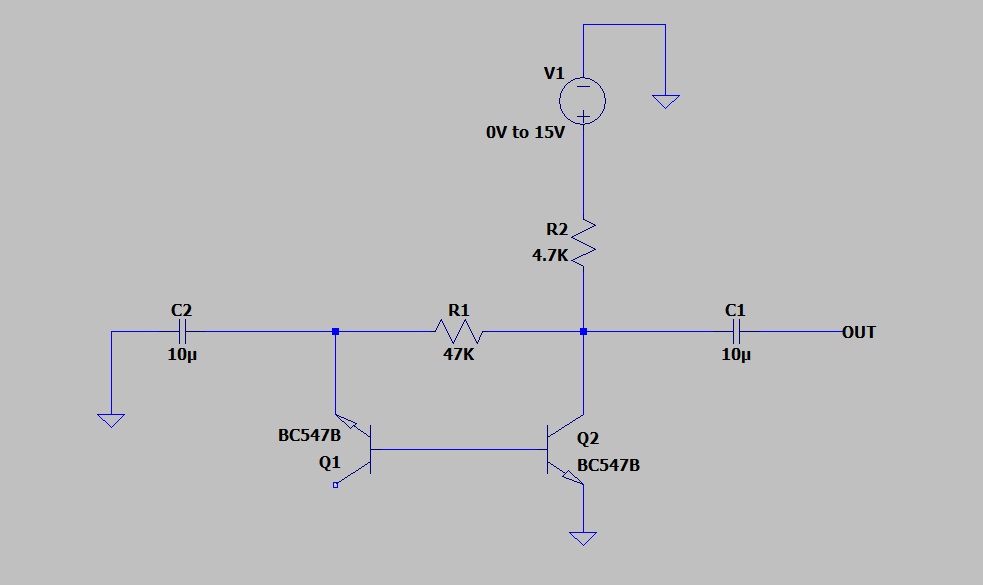 V1
0V to 15V
R2
4.7K
C2
10µ
R1
47K
C1
10µ
OUT
BC547B
Q1
Q2
BC547B